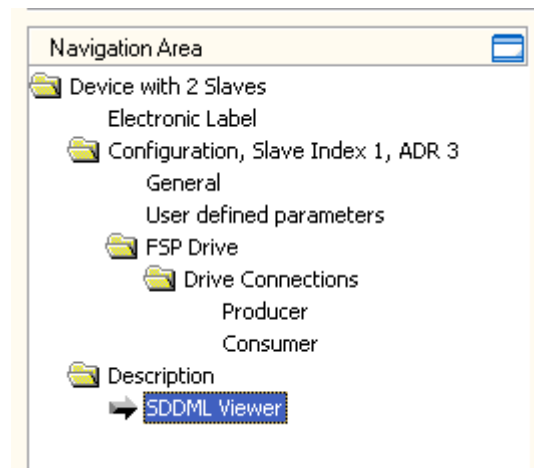 Navigation Area
Device with 2 Slaves
Electronic Label
Configuration, Slave Index 1, ADR 3
General
User defined parameters
FSP Drive
Drive Connections
Producer
Consumer
Description
SDDML Viewer